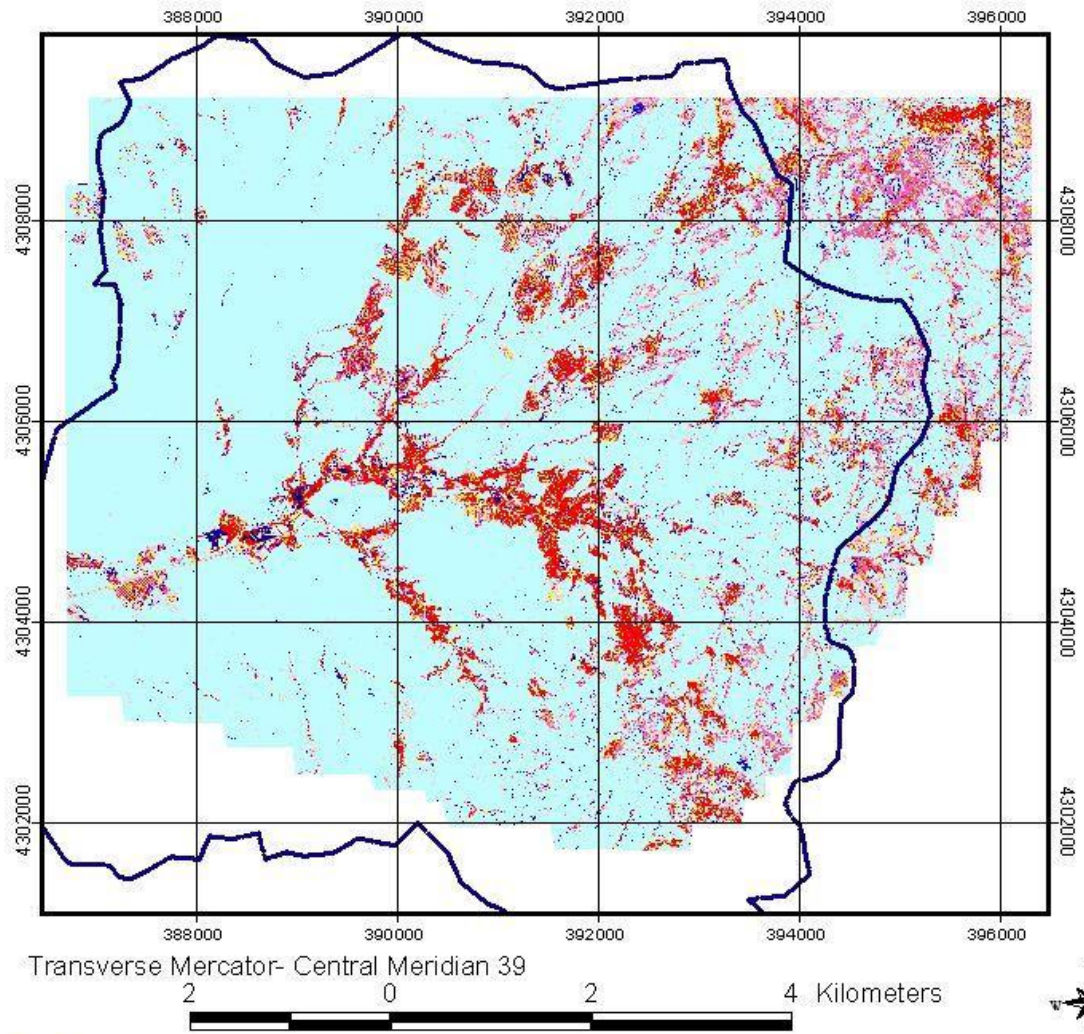 388000 390000 392000 394000 396000
4308000 4308000
4306000 4306000
4304000 4304000
4302000 4302000
388000 390000 392000 394000 396000
Transverse Mercator- Central Meridian 39
2 0 2 4 Kilometers
W